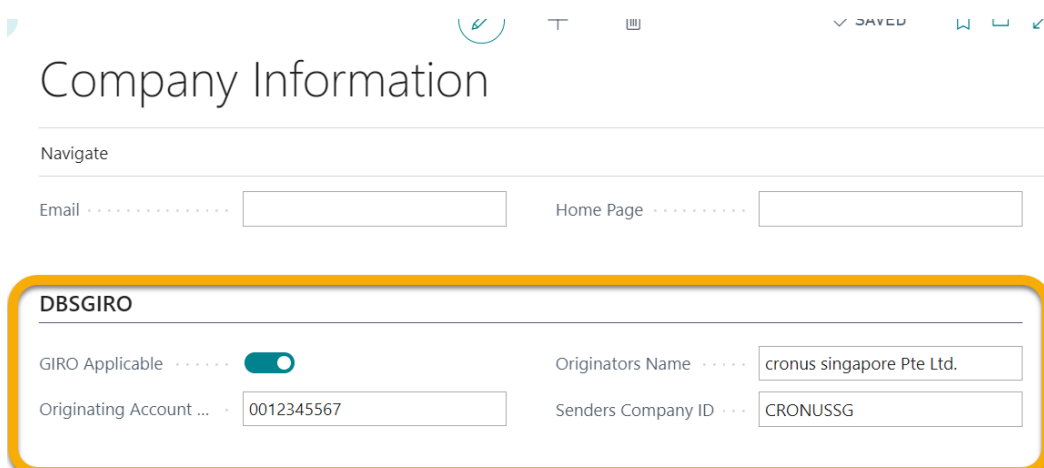 SAVED
Company Information
Navigate
Email
Home Page
DBSGIRO
GIRO Applicable
Originators Name cronus singapore Pte Ltd.
Originating Account ... 0012345567
Senders Company ID CRONUSSG